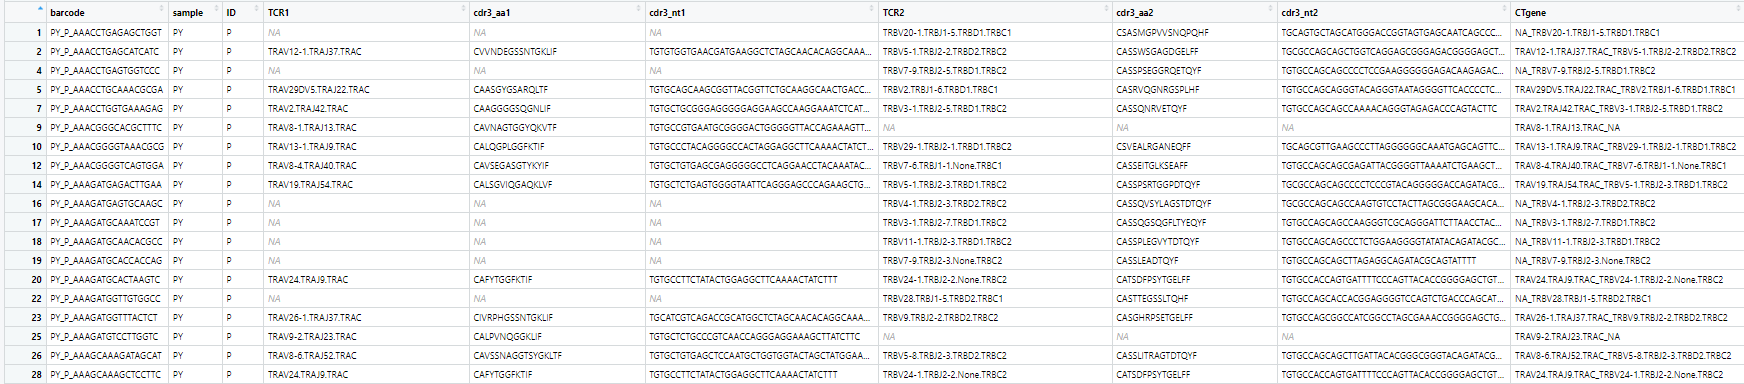 barcode sample ID TCR1 cdr3_aa1 cdr3_nt1 TCR2 cdr3_aa2 cdr3_nt2 CTgene
1 PY_P_AAACCTGAGAGCTGGT PY P NA NA NA TRBV20-1.TRBJ1-5.TRBD1.TRBC1 CSASMGPVVSNQPQHF TGCAGTGCTAGCATGGGACCGGTAGTGAGCAATCAGCCC... NA_TRBV20-1.TRBJ1-5.TRBD1.TRBC1
2 PY_P_AAACCTGAGCATCATC PY P TRAV12-1.TRAJ37.TRAC CVVNDEGSSNTGKLIF TGTGTGGTGAACGATGAAGGCTCTAGCAACACAGGCAAA... TRBV5-1.TRBJ2-2.TRBD2.TRBC2 CASSWSGAGDGELFF TGCGCCAGCAGCTGGTCAGGAGCGGGAGACGGGGAGCT... TRAV12-1.TRAJ37.TRAC_TRBV5-1.TRBJ2-2.TRBD2.TRBC2
4 PY_P_AAACCTGAGTGGTCCC PY P NA NA NA TRBV7-9.TRBJ2-5.TRBD1.TRBC2 CASSPSEGGRQETQYF TGTGCCAGCAGCCCCTCCGAAGGGGGGAGACAAGAGAC... NA_TRBV7-9.TRBJ2-5.TRBD1.TRBC2
5 PY_P_AAACCTGCAAACGCGA PY P TRAV29DV5.TRAJ22.TRAC CAASGYGSARQLTF TGTGCAGCAAGCGGTTACGGTTCTGCAAGGCAACTGACC... TRBV2.TRBJ1-6.TRBD1.TRBC1 CASRVQGNRGSPLHF TGTGCCAGCAGGGTACAGGGTAATAGGGGTTCACCCCTC... TRAV29DV5.TRAJ22.TRAC_TRBV2.TRBJ1-6.TRBD1.TRBC1
7 PY_P_AAACCTGGTGAAAGAG PY P TRAV2.TRAJ42.TRAC CAAGGGGSQGNLIF TGTGCTGCGGGAGGGGGAGGAAGCCAAGGAAATCTCAT... TRBV3-1.TRBJ2-5.TRBD1.TRBC2 CASSQNRVETQYF TGTGCCAGCAGCCAAAACAGGGTAGAGACCCAGTACTTC TRAV2.TRAJ42.TRAC_TRBV3-1.TRBJ2-5.TRBD1.TRBC2
9 PY_P_AAACGGGCACGCTTTC PY P TRAV8-1.TRAJ13.TRAC CAVNAGTGGYQKVTF TGTGCCGTGAATGCGGGGACTGGGGGTTACCAGAAAGTT... NA NA NA TRAV8-1.TRAJ13.TRAC_NA
10 PY_P_AAACGGGGTAAACGCG PY P TRAV13-1.TRAJ9.TRAC CALQGPLGGFKTIF TGTGCCCTACAGGGGCCACTAGGAGGCTTCAAAACTATCT... TRBV29-1.TRBJ2-1.TRBD1.TRBC2 CSVEALRGANEQFF TGCAGCGTTGAAGCCCTTAGGGGGGCAAATGAGCAGTTC... TRAV13-1.TRAJ9.TRAC_TRBV29-1.TRBJ2-1.TRBD1.TRBC2
12 PY_P_AAACGGGGTCAGTGGA PY P TRAV8-4.TRAJ40.TRAC CAVSEGASGTYKYIF TGTGCTGTGAGCGAGGGGGCCTCAGGAACCTACAAATAC... TRBV7-6.TRBJ1-1.None.TRBC1 CASSEITGLKSEAFF TGTGCCAGCAGCGAGATTACGGGGTTAAAATCTGAAGCT... TRAV8-4.TRAJ40.TRAC_TRBV7-6.TRBJ1-1.None.TRBC1
14 PY_P_AAAGATGAGACTTGAA PY P TRAV19.TRAJ54.TRAC CALSGVIQGAQKLVF TGTGCTCTGAGTGGGGTAATTCAGGGAGCCCAGAAGCTG... TRBV5-1.TRBJ2-3.TRBD1.TRBC2 CASSPSRTGGPDTQYF TGCGCCAGCAGCCCCTCCCGTACAGGGGGACCAGATACG... TRAV19.TRAJ54.TRAC_TRBV5-1.TRBJ2-3.TRBD1.TRBC2
16 PY_P_AAAGATGAGTGCAAGC PY P NA NA NA TRBV4-1.TRBJ2-3.TRBD2.TRBC2 CASSQVSYLAGSTDTQYF TGCGCCAGCAGCCAAGTGTCCTACTTAGCGGGAAGCACA... NA_TRBV4-1.TRBJ2-3.TRBD2.TRBC2
17 PY_P_AAAGATGCAAATCCGT PY P NA NA NA TRBV3-1.TRBJ2-7.TRBD1.TRBC2 CASSQGSQGFLTYEQYF TGTGCCAGCAGCCAAGGGTCGCAGGGATTCTTAACCTAC... NA_TRBV3-1.TRBJ2-7.TRBD1.TRBC2
18 PY_P_AAAGATGCAACACGCC PY P NA NA NA TRBV11-1.TRBJ2-3.TRBD1.TRBC2 CASSPLEGVYTDTQYF TGTGCCAGCAGCCCTCTGGAAGGGGTATATACAGATACGC... NA_TRBV11-1.TRBJ2-3.TRBD1.TRBC2
19 PY_P_AAAGATGCACCACCAG PY P NA NA NA TRBV7-9.TRBJ2-3.None.TRBC2 CASSLEADTQYF TGTGCCAGCAGCTTAGAGGCAGATACGCAGTATTTT NA_TRBV7-9.TRBJ2-3.None.TRBC2
20 PY_P_AAAGATGCACTAAGTC PY P TRAV24.TRAJ9.TRAC CAFYTGGFKTIF TGTGCCTTCTATACTGGAGGCTTCAAAACTATCTTT TRBV24-1.TRBJ2-2.None.TRBC2 CATSDFPSYTGELFF TGTGCCACCAGTGATTTTCCCAGTTACACCGGGGAGCTGT... TRAV24.TRAJ9.TRAC_TRBV24-1.TRBJ2-2.None.TRBC2
22 PY_P_AAAGATGGTTGTGGCC PY P NA NA NA TRBV28.TRBJ1-5.TRBD2.TRBC1 CASTTEGSSLTQHF TGTGCCAGCACCACGGAGGGGTCCAGTCTGACCCAGCAT... NA_TRBV28.TRBJ1-5.TRBD2.TRBC1
23 PY_P_AAAGATGGTTTACTCT PY P TRAV26-1.TRAJ37.TRAC CIVRPHGSSNTGKLIF TGCATCGTCAGACCGCATGGCTCTAGCAACACAGGCAAA... TRBV9.TRBJ2-2.TRBD2.TRBC2 CASGHRPSETGELFF TGTGCCAGCGGCCATCGGCCTAGCGAAACCGGGGAGCTG... TRAV26-1.TRAJ37.TRAC_TRBV9.TRBJ2-2.TRBD2.TRBC2
25 PY_P_AAAGATGTCCTTGGTC PY P TRAV9-2.TRAJ23.TRAC CALPVNQGGKLIF TGTGCTCTGCCCGTCAACCAGGGAGGAAAGCTTATCTTC NA NA NA TRAV9-2.TRAJ23.TRAC_NA
26 PY_P_AAAGCAAAGATAGCAT PY P TRAV8-6.TRAJ52.TRAC CAVSSNAGGTSYGKLTF TGTGCTGTGAGCTCCAATGCTGGTGGTACTAGCTATGGAA... TRBV5-8.TRBJ2-3.TRBD2.TRBC2 CASSLITRAGTDTQYF TGTGCCAGCAGCTTGATTACACGGGCGGGTACAGATACG... TRAV8-6.TRAJ52.TRAC_TRBV5-8.TRBJ2-3.TRBD2.TRBC2
28 PY_P_AAAGCAAAGCTCCTTC PY P TRAV24.TRAJ9.TRAC CAFYTGGFKTIF TGTGCCTTCTATACTGGAGGCTTCAAAACTATCTTT TRBV24-1.TRBJ2-2.None.TRBC2 CATSDFPSYTGELFF TGTGCCACCAGTGATTTTCCCAGTTACACCGGGGAGCTGT... TRAV24.TRAJ9.TRAC_TRBV24-1.TRBJ2-2.None.TRBC2